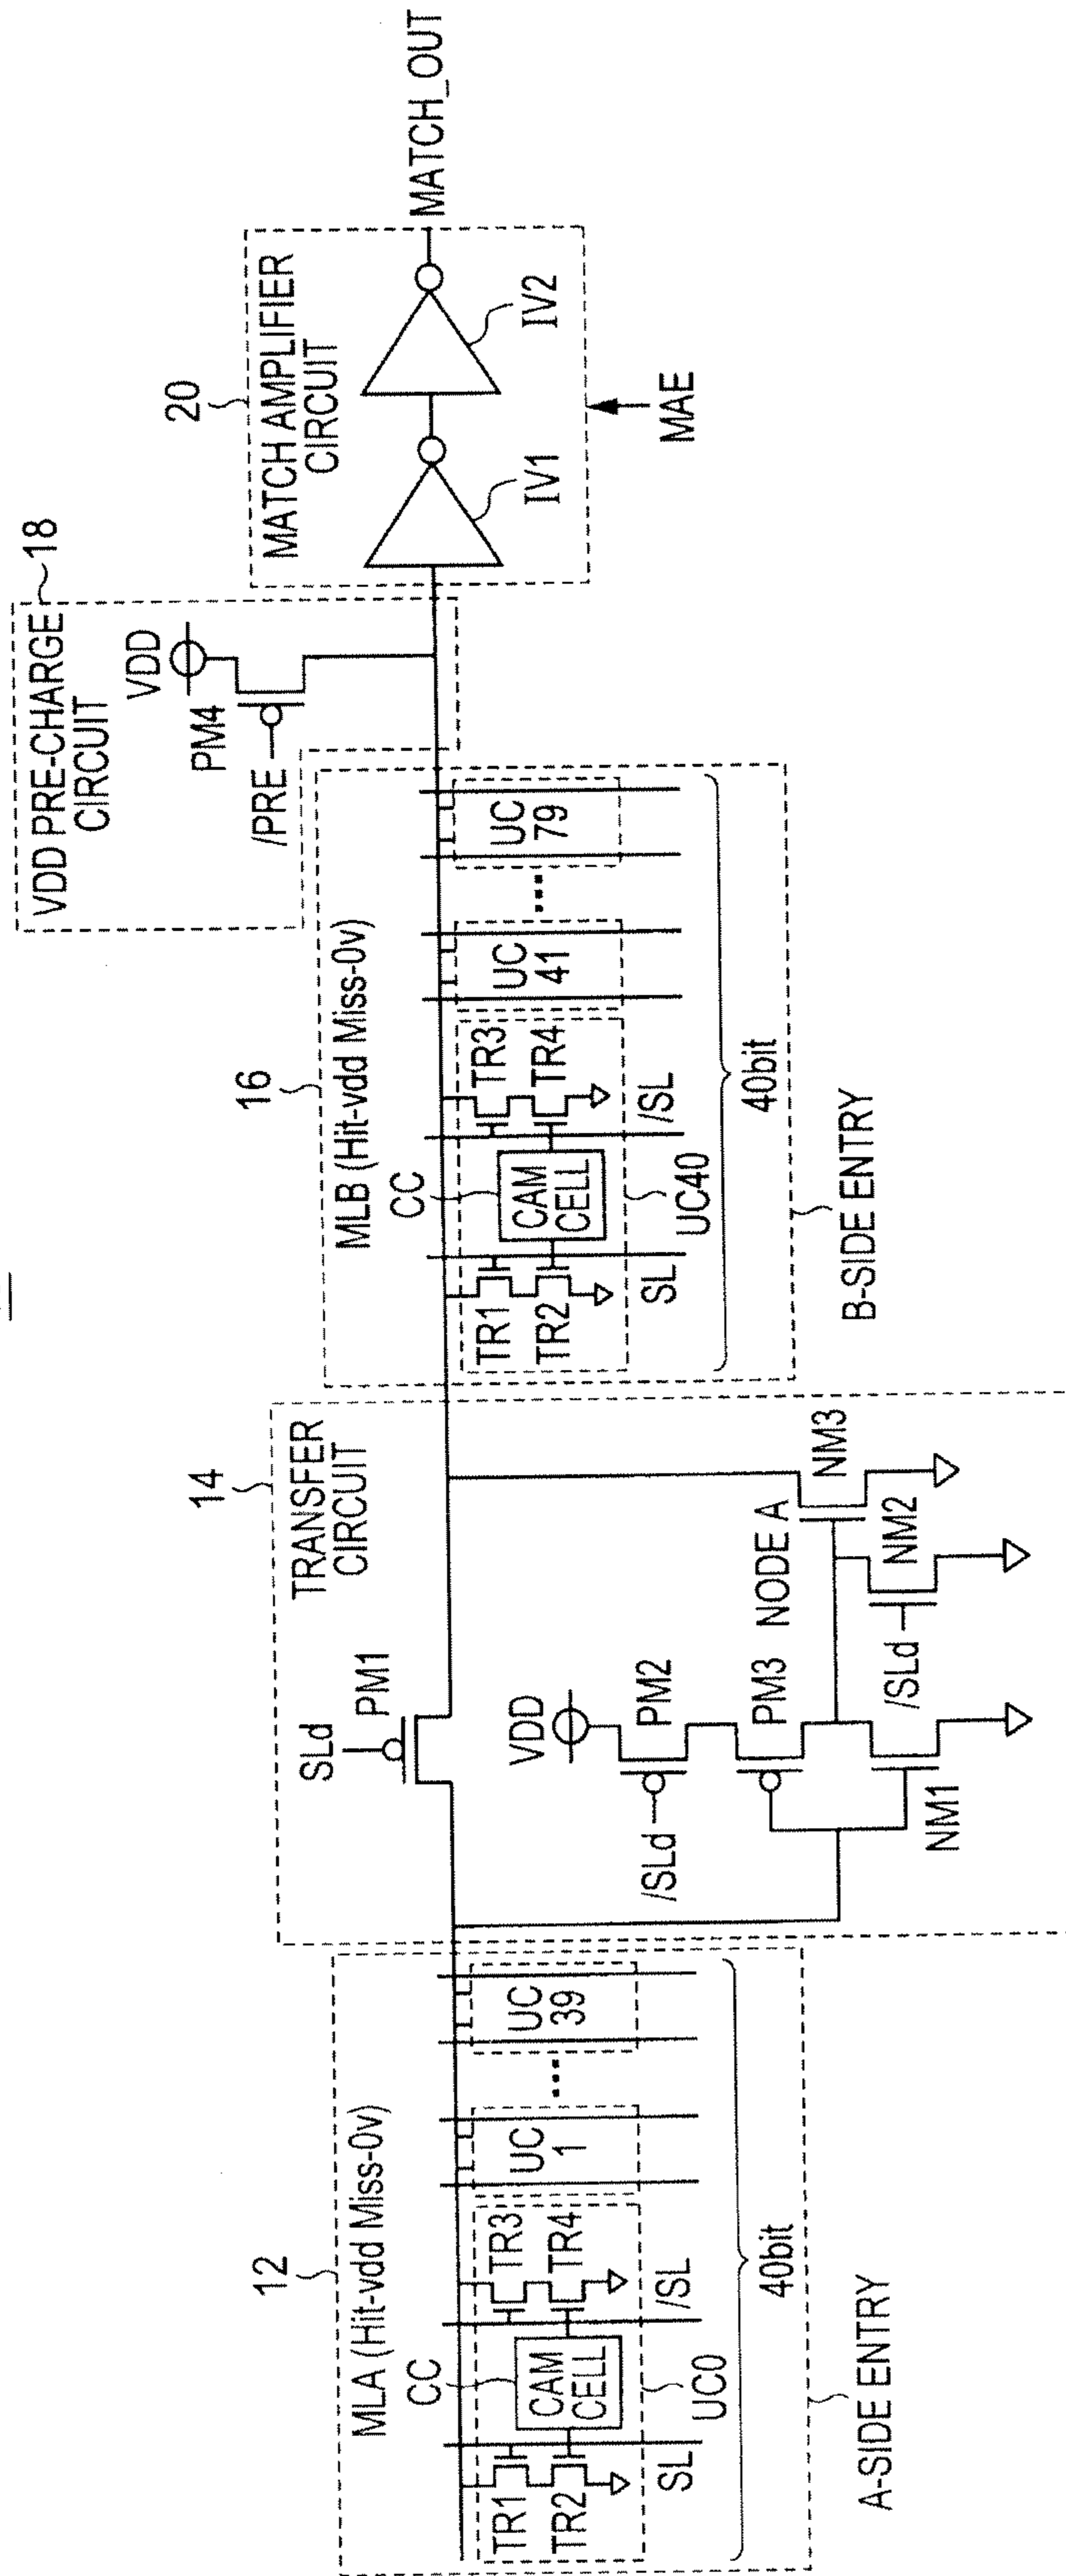 12
MLA (Hit-vdd Miss-0v)
CC
TR1
TR2
CAM
CELL
TR3
TR4
SL
/SL
UC0
UC
1
UC
39
40bit
A-SIDE ENTRY
14
TRANSFER
CIRCUIT
SLd
PM1
VDD
/SLd
PM2
PM3
NM1
NODE A
/SLd
NM2
NM3
16
MLB (Hit-vdd Miss-0v)
CC
TR1
TR2
CAM
CELL
TR3
TR4
SL
/SL
UC40
UC
41
UC
79
40bit
B-SIDE ENTRY
VDD PRE-CHARGE
CIRCUIT
18
VDD
PM4
/PRE
20
MATCH AMPLIFIER
CIRCUIT
IV1
IV2
MAE
MATCH_OUT